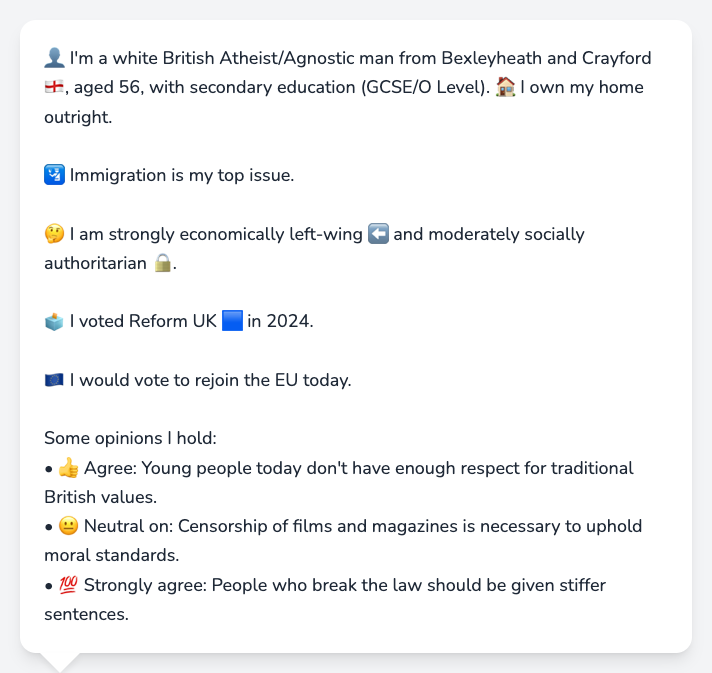 👤 I'm a white British Atheist/Agnostic man from Bexleyheath and Crayford
🏴󠁧󠁢󠁥󠁮󠁧󠁿, aged 56, with secondary education (GCSE/O Level). 🏠 I own my home
outright.
🛂 Immigration is my top issue.
🤔 I am strongly economically left-wing ⬅️ and moderately socially
authoritarian 🔒.
🗳️ I voted Reform UK 🟦 in 2024.
🇪🇺 I would vote to rejoin the EU today.
Some opinions I hold:
• 👍 Agree: Young people today don't have enough respect for traditional
British values.
• 😐 Neutral on: Censorship of films and magazines is necessary to uphold
moral standards.
• 💯 Strongly agree: People who break the law should be given stiffer
sentences.